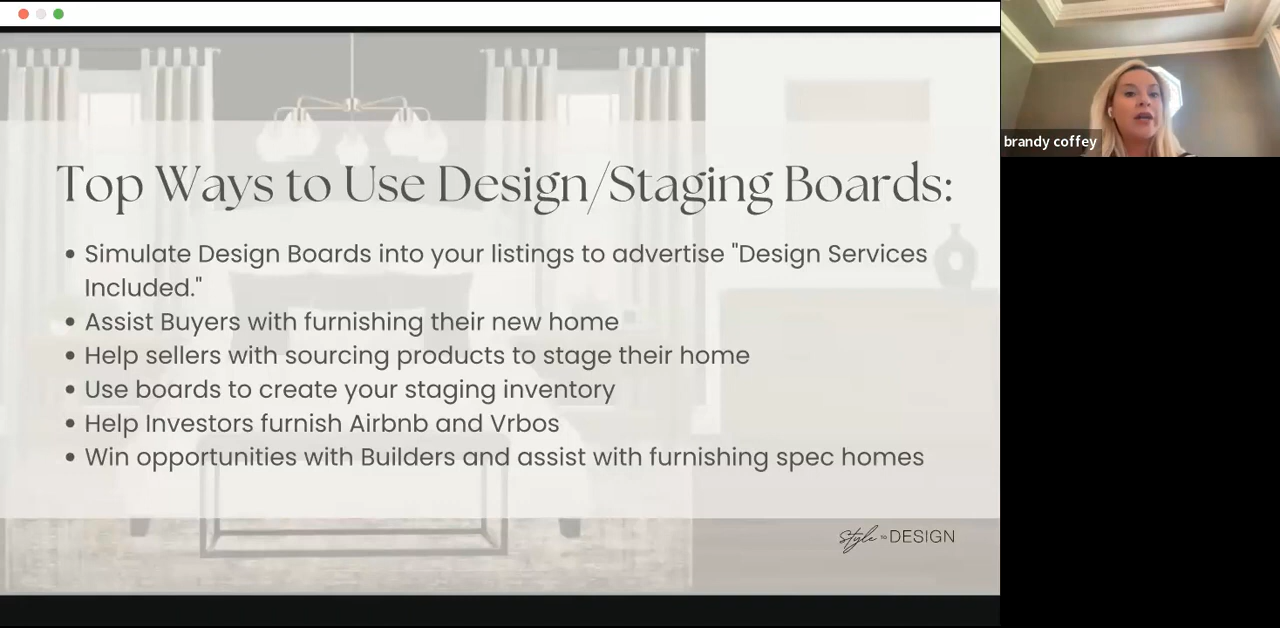 Top Ways to Use Design/Staging Boards:
Simulate Design Boards into your listings to advertise "Design Services
Included."
Assist Buyers with furnishing their new home
Help sellers with sourcing products to stage their home
Use boards to create your staging inventory
Help Investors furnish Airbnb and Vrbos
Win opportunities with Builders and assist with furnishing spec homes
Style to DESIGN
brandy coffey